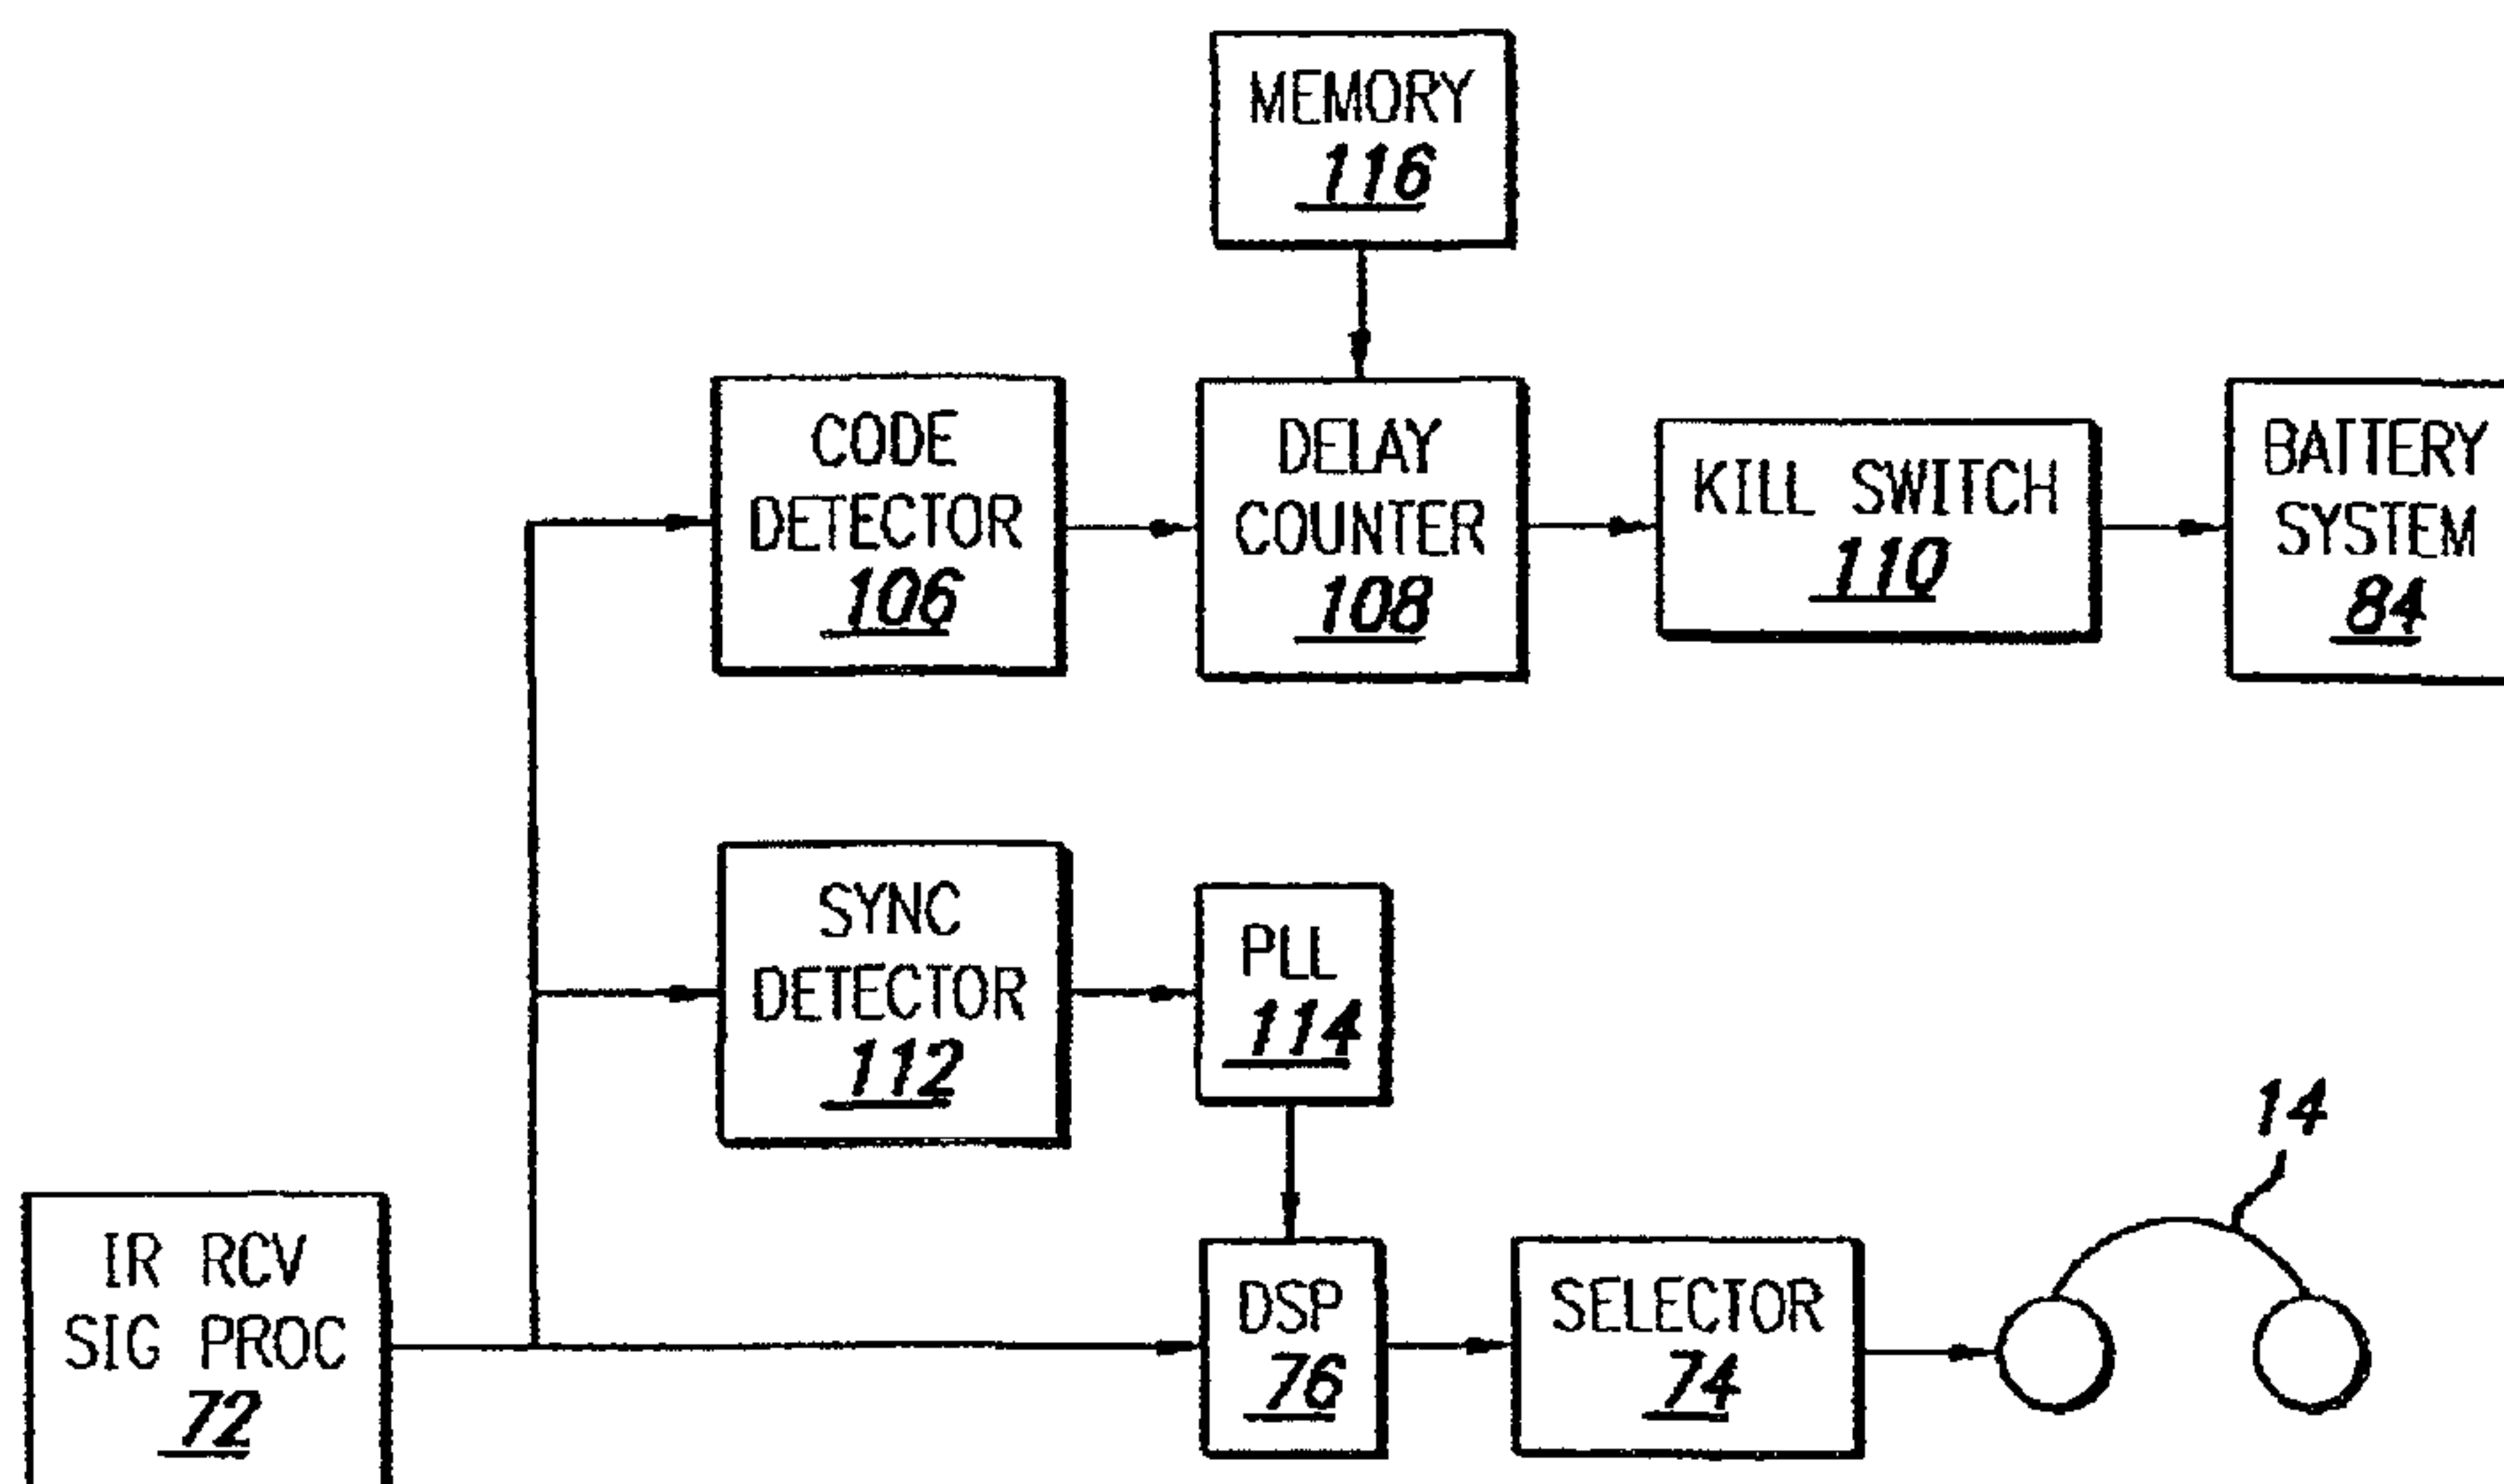 MEMORY
116
CODE
DETECTOR
106
DELAY
COUNTER
108
KILL SWITCH
110
BATTERY
SYSTEM
84
SYNC
DETECTOR
112
PLL
114
14
IR RCV
SIG PROC
72
DSP
76
SELECTOR
74